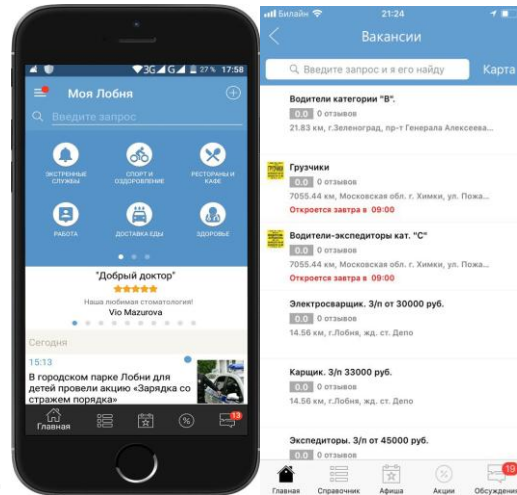 3G G 27% 17:58
Моя Лобня
Введите запрос
ЭКСТРЕННЫЕ СЛУЖБЫ
СПОРТ И ОЗДОРОВЛЕНИЕ
РЕСТОРАНЫ И КАФЕ
РАБОТА
ДОСТАВКА ЕДЫ
ЗДОРОВЬЕ
"Добрый доктор"
Наша любимая стоматология!
Vio Mazurova
Сегодня
15:13
В городском парке Лобни для
детей провели акцию «Зарядка со
стражем порядка»
Главная
13
Билайн 21:24
Вакансии
Введите запрос и я его найду
Карта
Водители категории "В".
0.0 0 отзывов
21.83 км, г.Зеленоград, пр-т Генерала Алексеева...
Грузчики
0.0 0 отзывов
7055.44 км, Московская обл. г. Химки, ул. Пожа...
Откроется завтра в 09:00
Водители-экспедиторы кат. "С"
0.0 0 отзывов
7055.44 км, Московская обл. г. Химки, ул. Пожа...
Откроется завтра в 09:00
Электросварщик. З/п от 30000 руб.
0.0 0 отзывов
14.56 км, г.Лобня, жд. ст. Депо
Карщик. З/п 33000 руб.
0.0 0 отзывов
14.56 км, г.Лобня, жд. ст. Депо
Экспедиторы. З/п от 45000 руб.
0.0 0 отзывов
19
Главная Справочник Афиша Акции Обсуждения